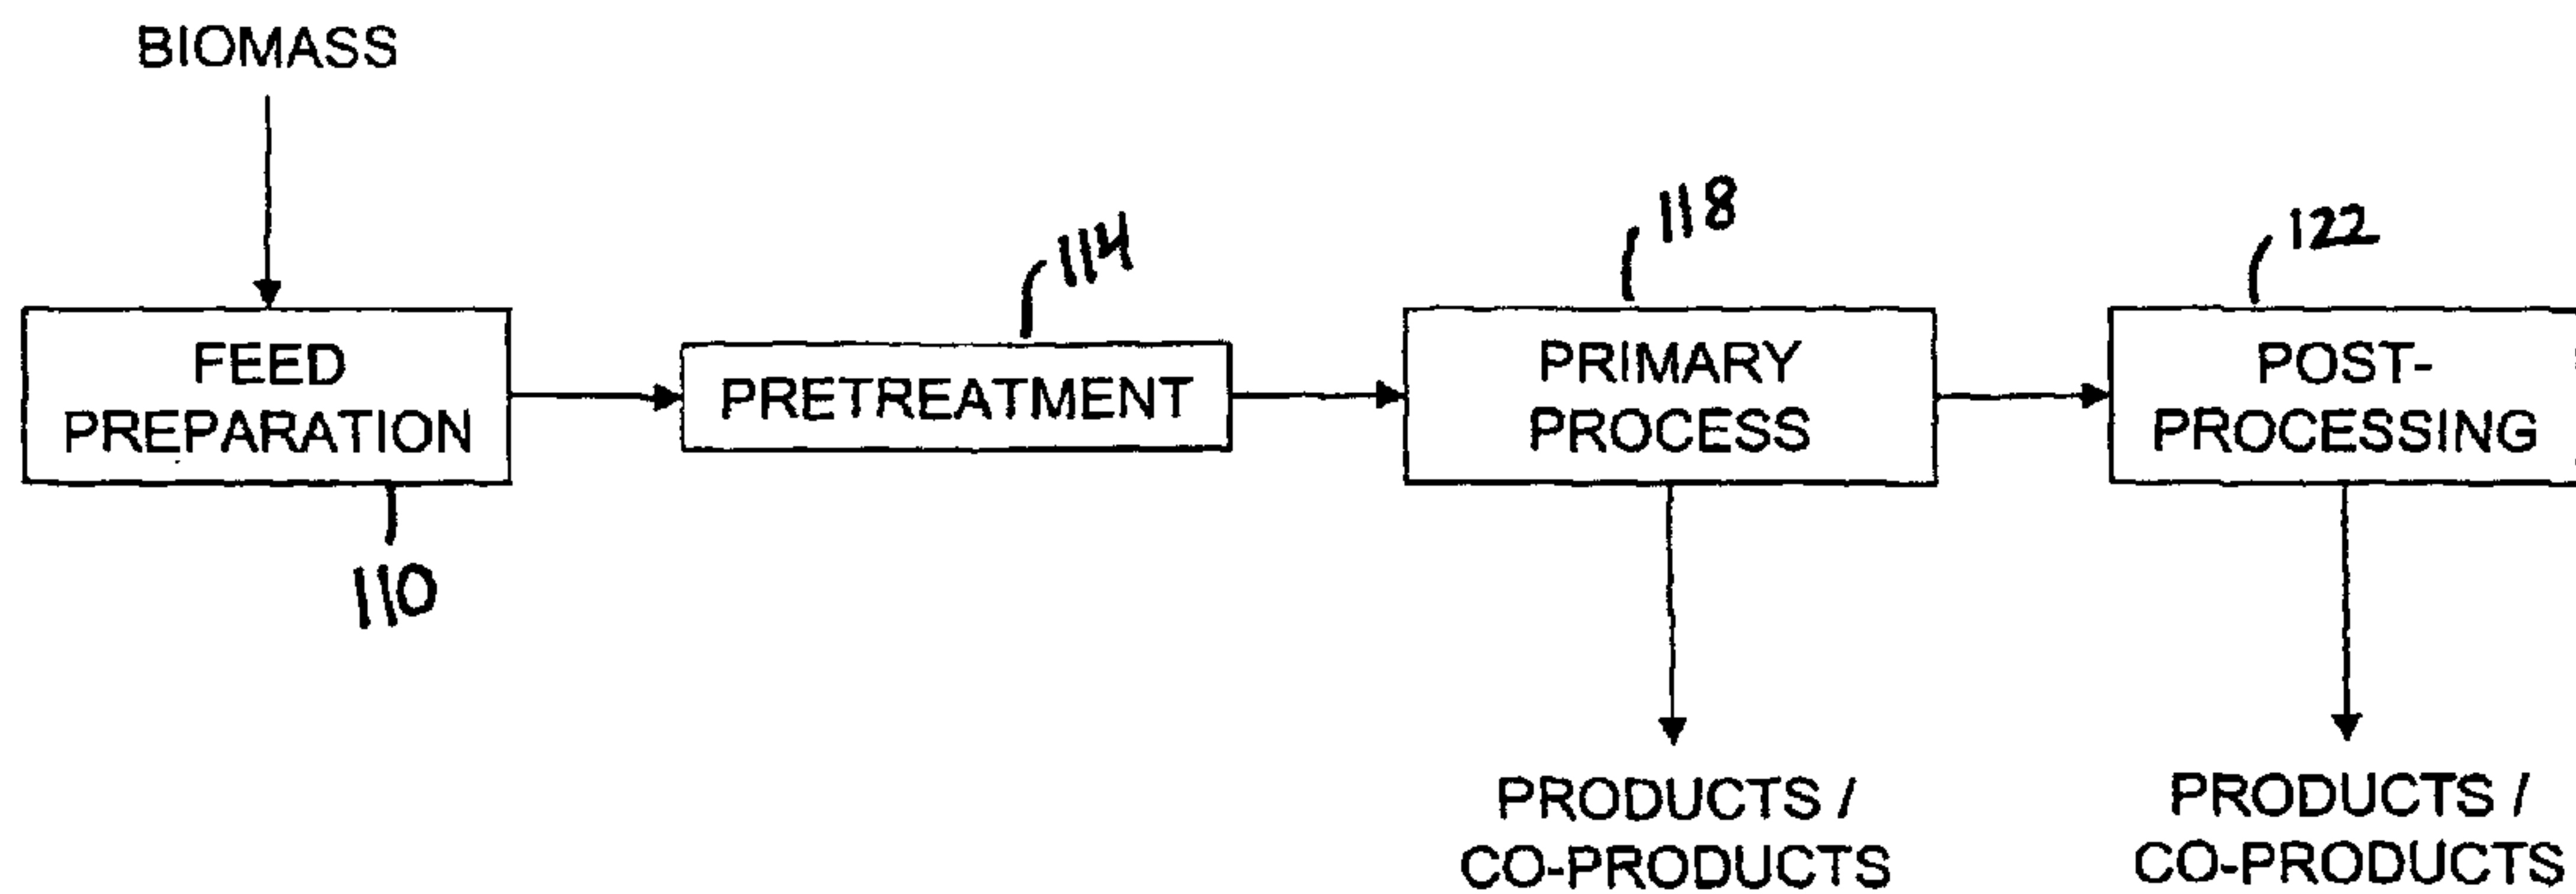 BIOMASS
FEED
PREPARATION
110
PRETREATMENT
114
PRIMARY
PROCESS
118
POST-
PROCESSING
122
PRODUCTS /
CO-PRODUCTS
PRODUCTS /
CO-PRODUCTS